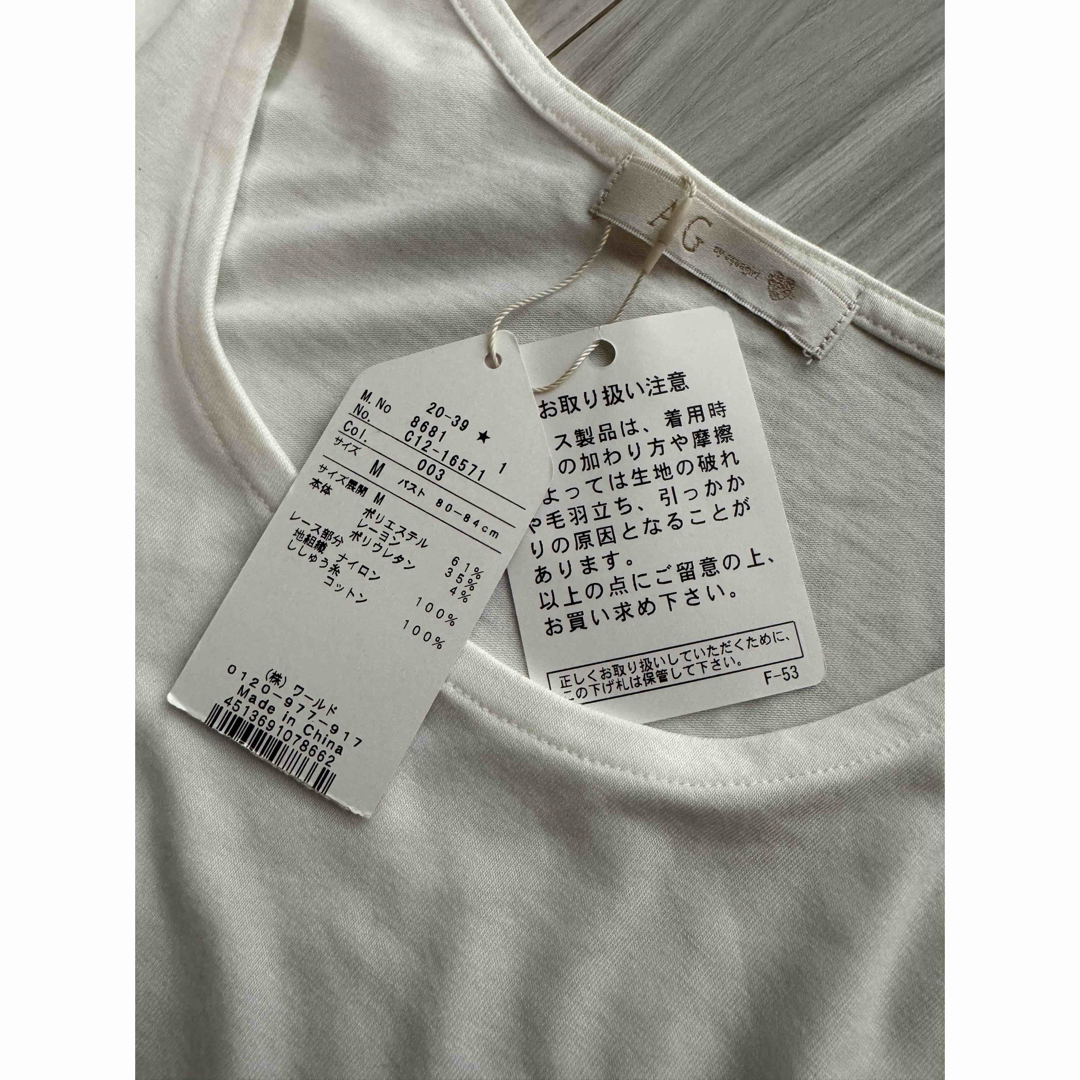 AG
M. No 20-39 ★
No. 8681
Col. C12-16571 1
サイズ 003
M バスト 80-84cm
サイズ展開 M
本体 ポリエステル 61%
レーヨン 35%
ポリウレタン 4%
レース部分
地組織 ナイロン 100%
ししゅう糸
コットン 100%
(株) ワールド
0120-977-917
Made in China
4513691078662
お取り扱い注意
ス製品は、着用時
の加わり方や摩擦
よっては生地の破れ
や毛羽立ち、引っかか
りの原因となることが
あります。
以上の点にご留意の上、
お買い求め下さい。
正しくお取り扱いしていただくために、
この下げ札は保管して下さい。
F-53